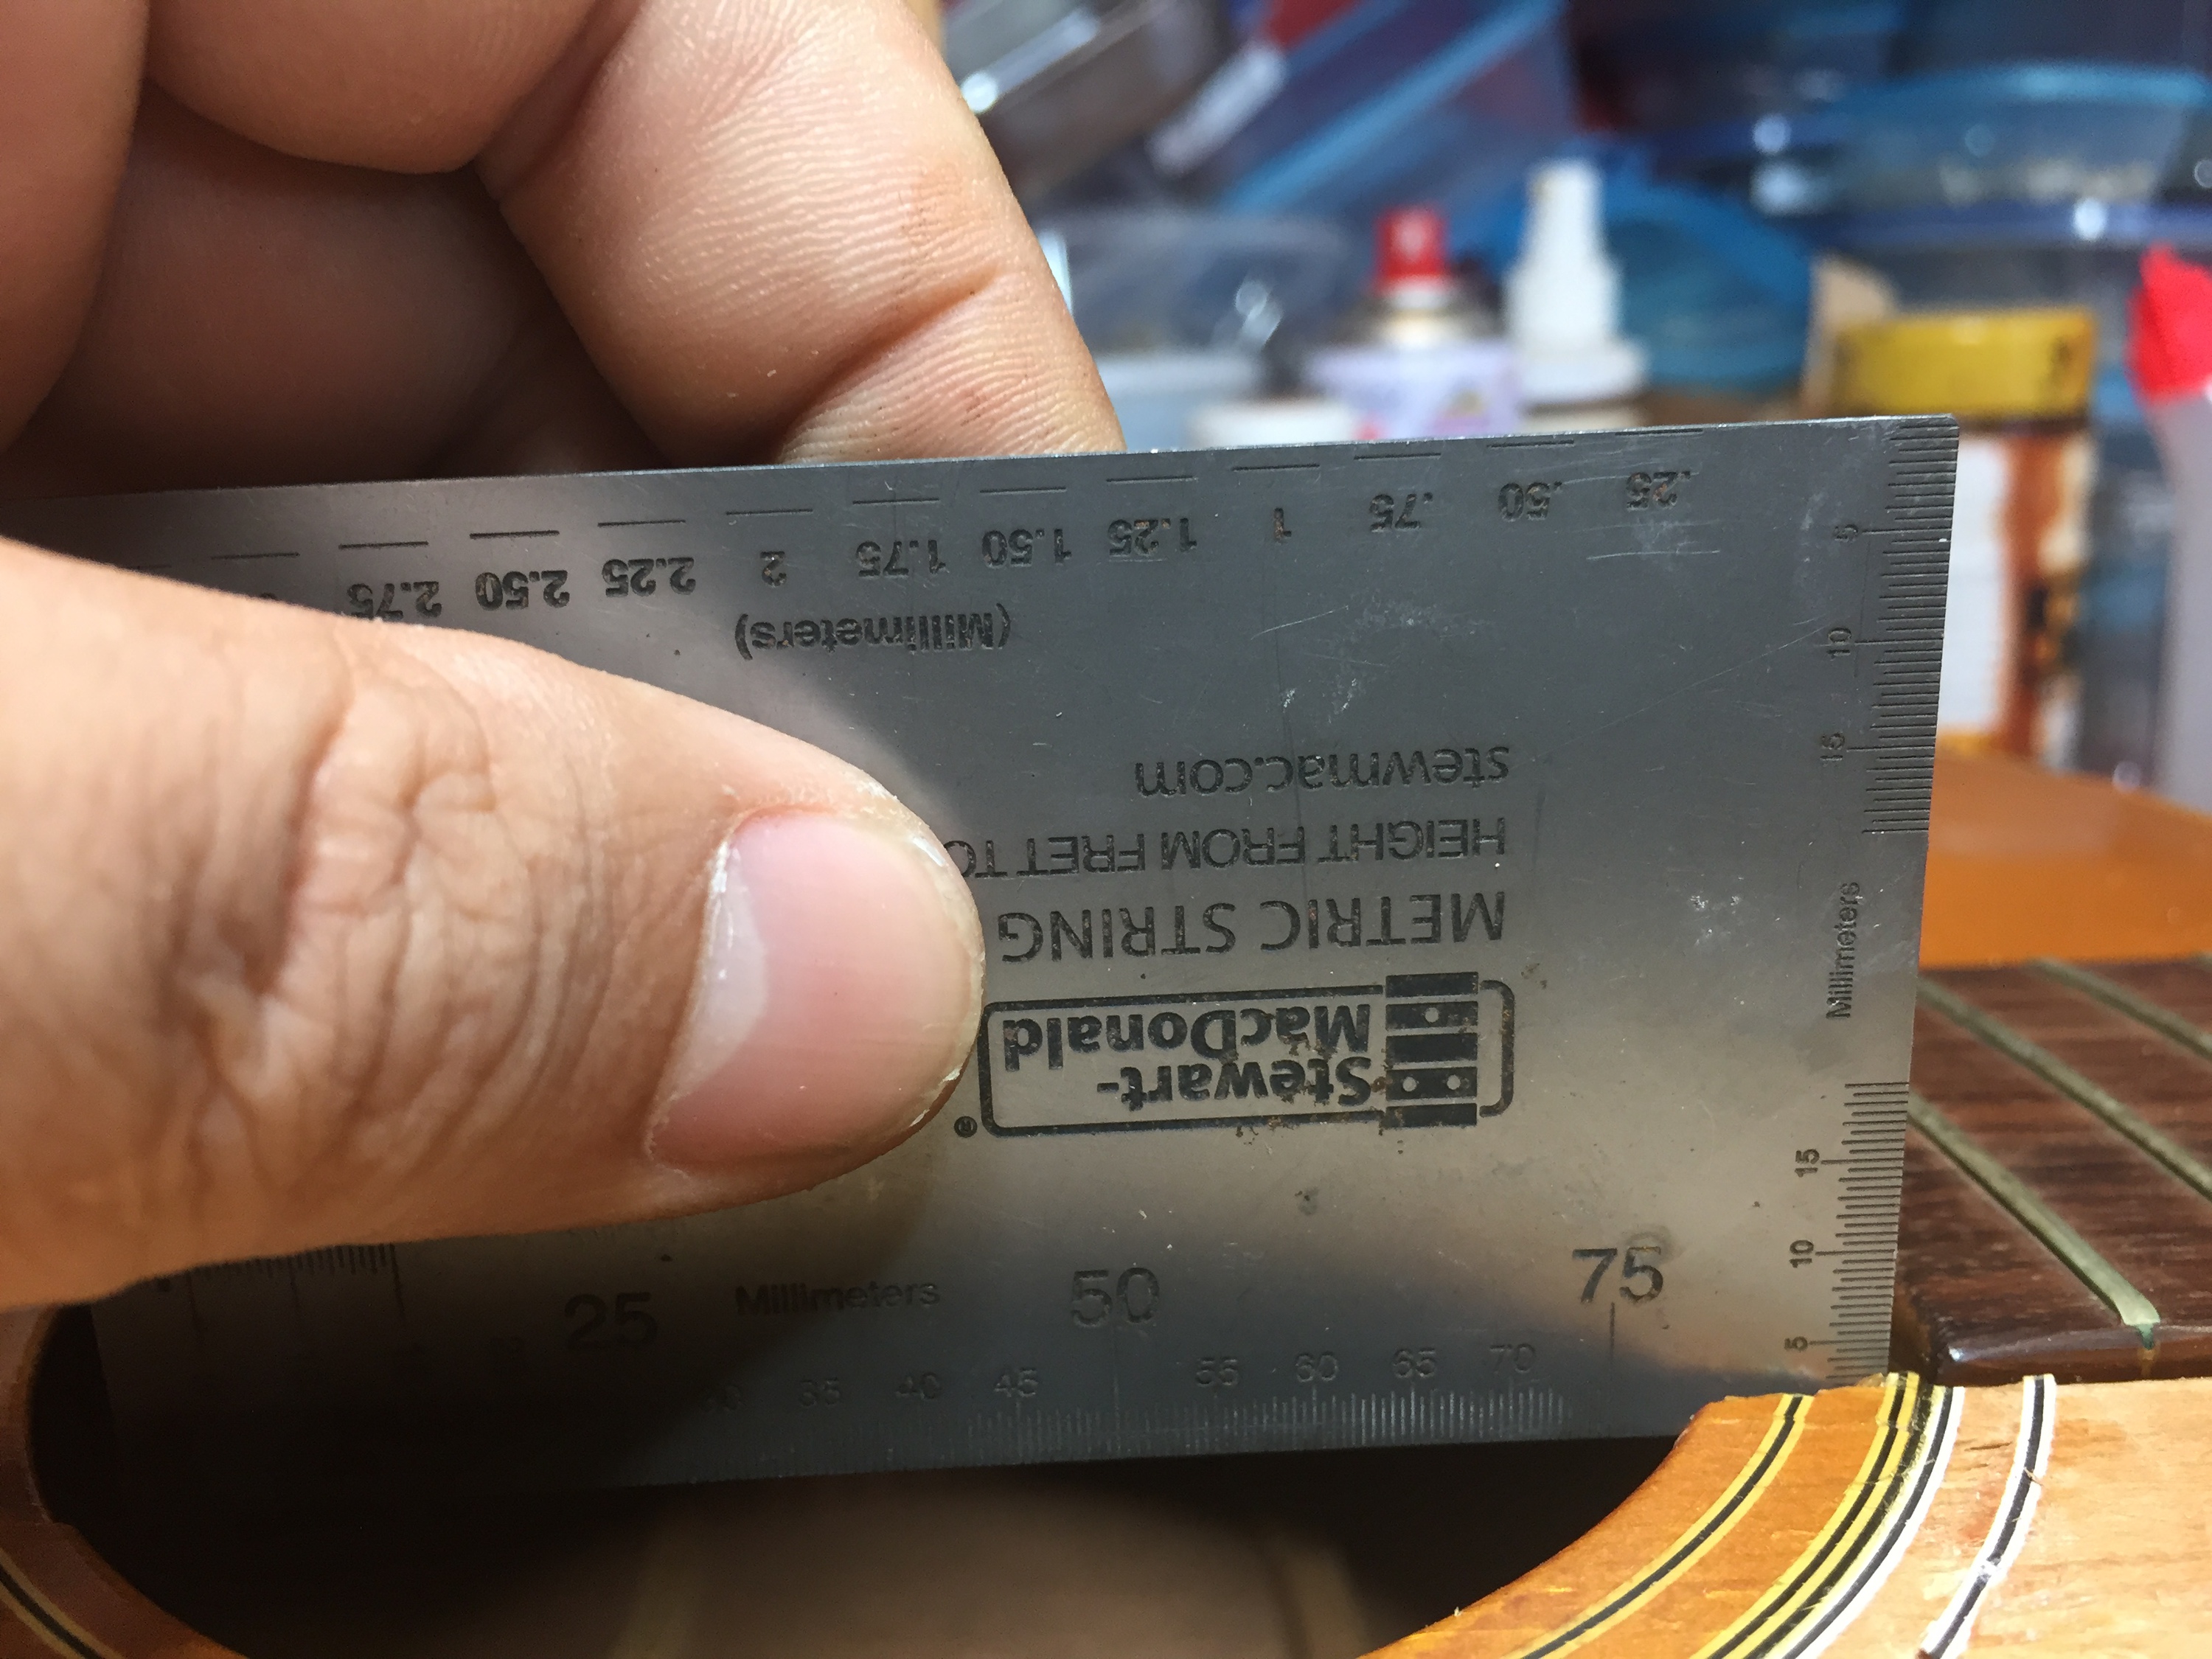 Stewart-
MacDonald
®
METRIC STRING
HEIGHT FROM FRET TO
stewmac.com
(Millimeters)
.25 .50 .75 1 1.25 1.50 1.75 2 2.25 2.50 2.75
5 10 15
Millimeters
15 10 5
25 Millimeters 50 75
35 40 45 55 60 65 70